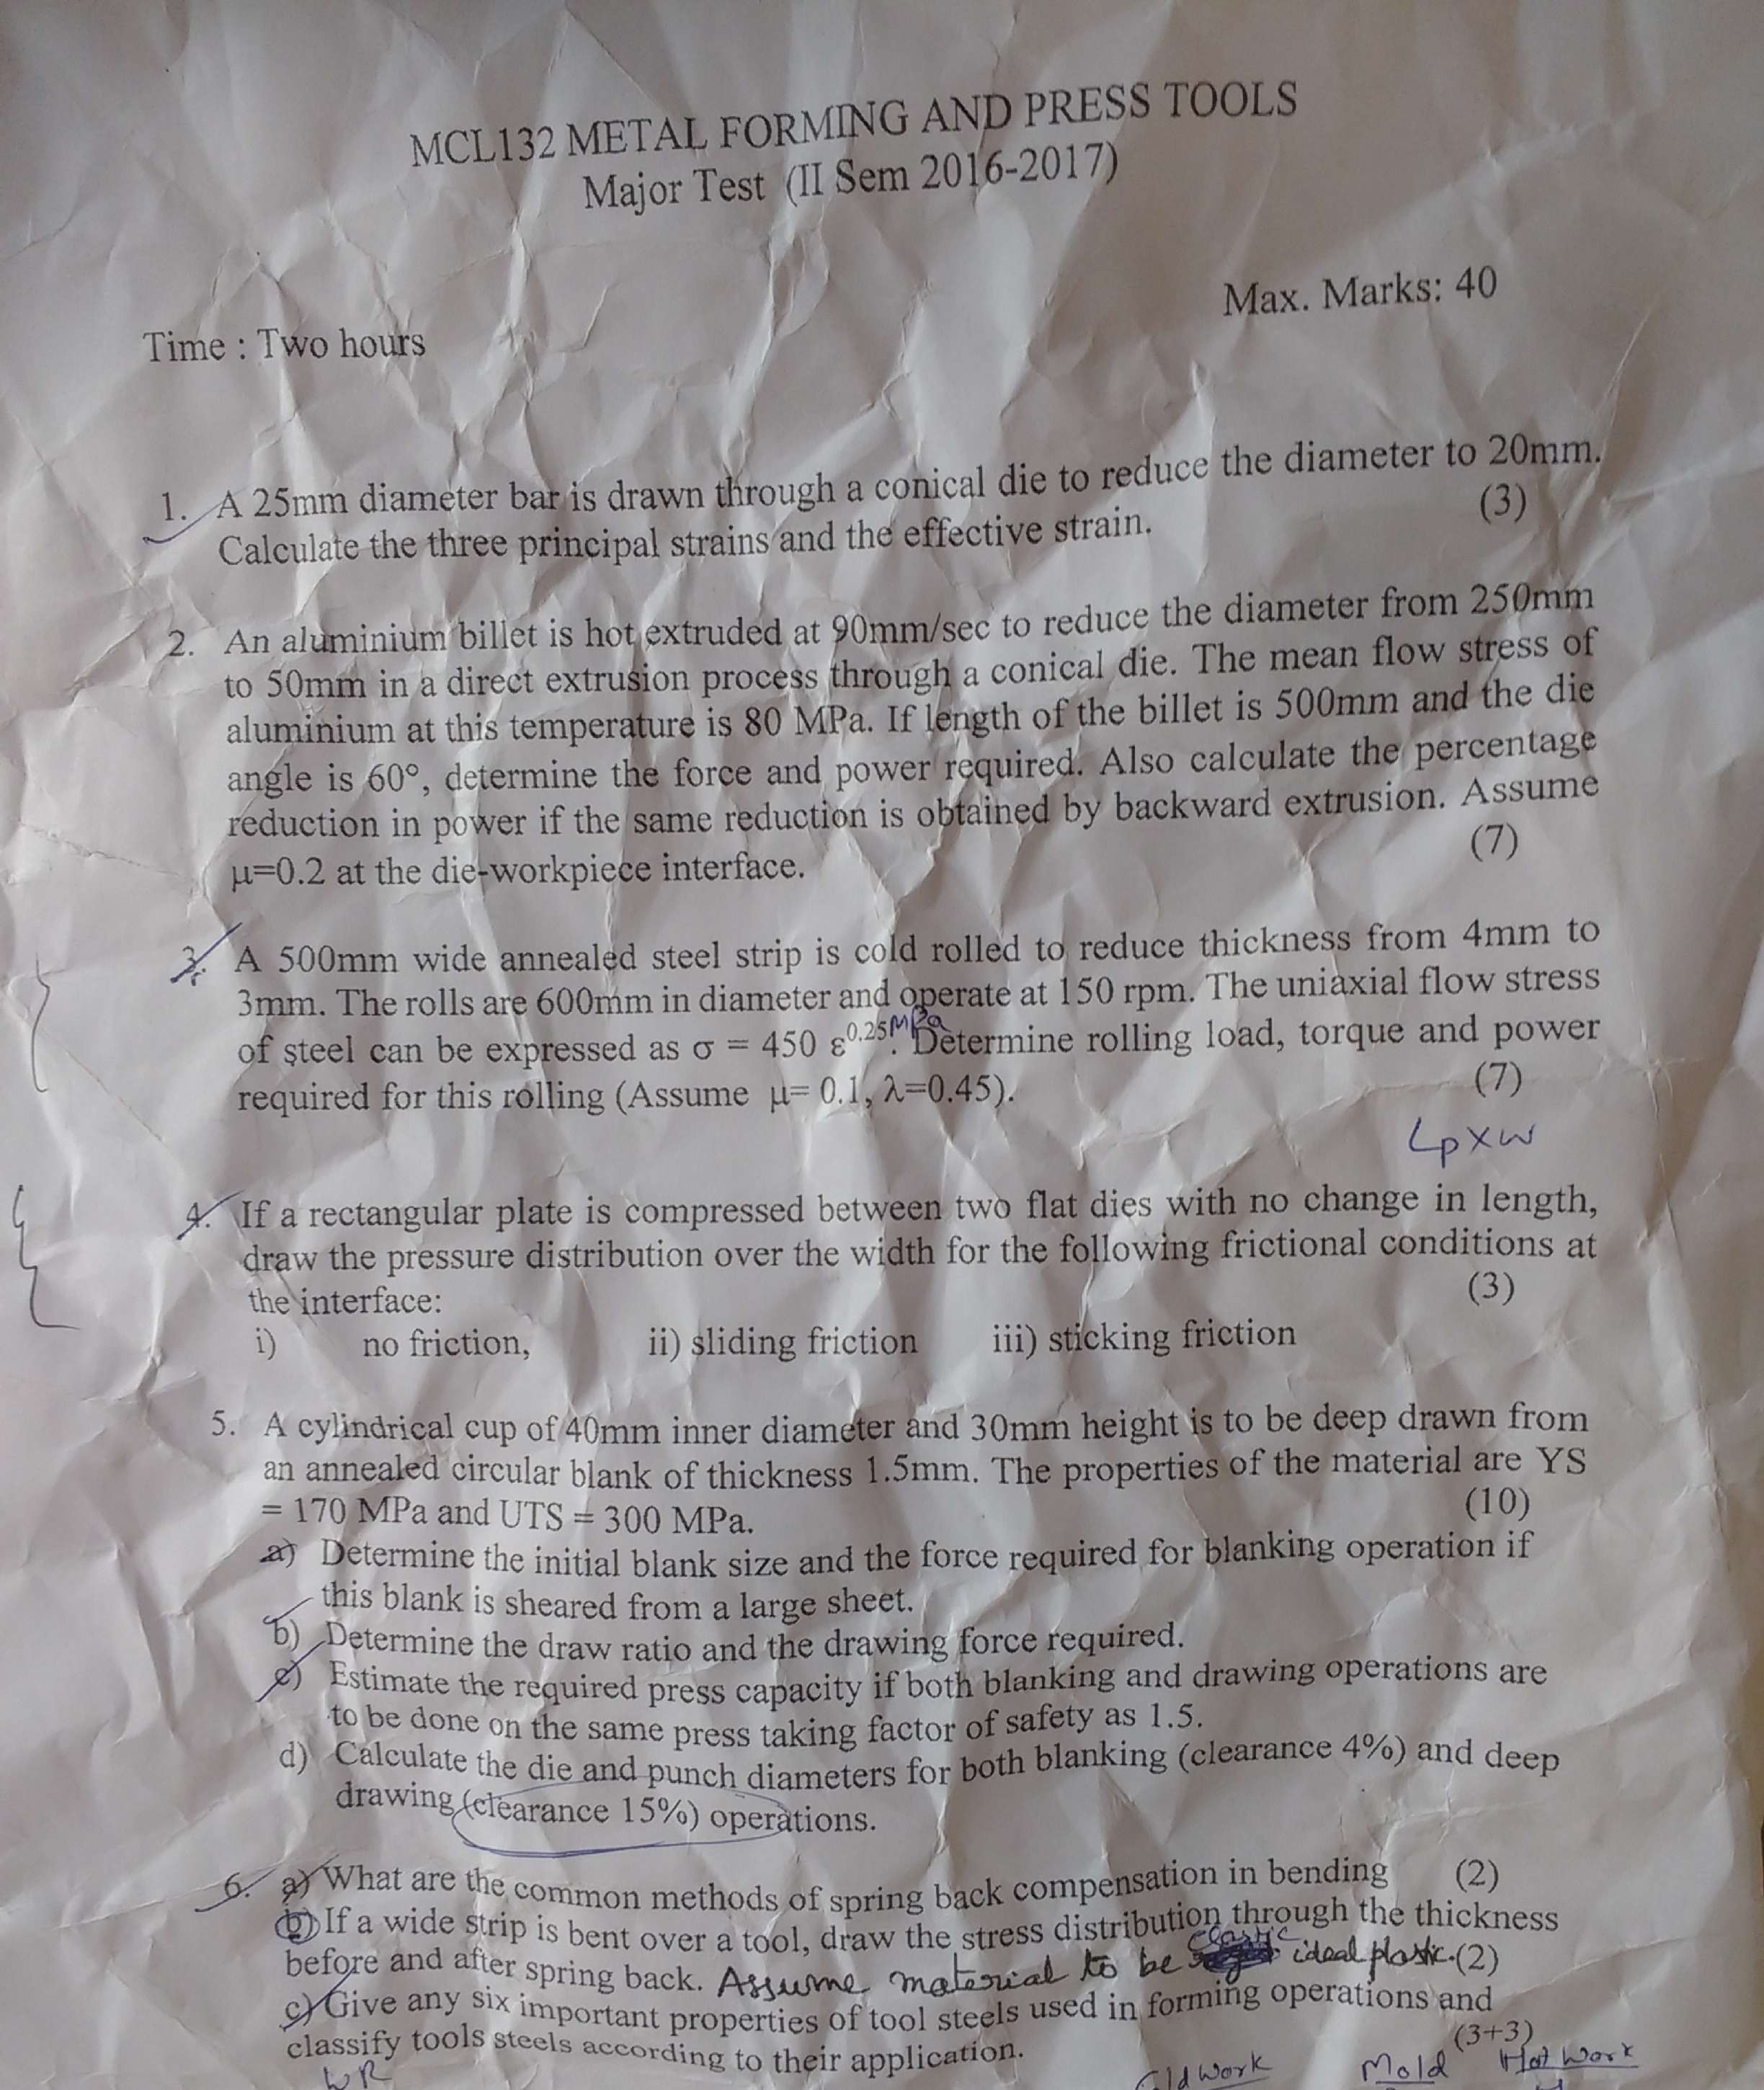 MCL132 METAL FORMING AND PRESS TOOLS
Major Test (II Sem 2016-2017)
Max. Marks: 40
Time : Two hours
1. A 25mm diameter bar is drawn through a conical die to reduce the diameter to 20mm.
Calculate the three principal strains and the effective strain. (3)
2. An aluminium billet is hot extruded at 90mm/sec to reduce the diameter from 250mm
to 50mm in a direct extrusion process through a conical die. The mean flow stress of
aluminium at this temperature is 80 MPa. If length of the billet is 500mm and the die
angle is 60°, determine the force and power required. Also calculate the percentage
reduction in power if the same reduction is obtained by backward extrusion. Assume
μ=0.2 at the die-workpiece interface. (7)
3. A 500mm wide annealed steel strip is cold rolled to reduce thickness from 4mm to
3mm. The rolls are 600mm in diameter and operate at 150 rpm. The uniaxial flow stress
of steel can be expressed as σ = 450 ε^0.25 MPa. Determine rolling load, torque and power
required for this rolling (Assume μ= 0.1, λ=0.45). (7)
Lp×w
4. If a rectangular plate is compressed between two flat dies with no change in length,
draw the pressure distribution over the width for the following frictional conditions at
the interface: (3)
i) no friction, ii) sliding friction iii) sticking friction
5. A cylindrical cup of 40mm inner diameter and 30mm height is to be deep drawn from
an annealed circular blank of thickness 1.5mm. The properties of the material are YS
= 170 MPa and UTS = 300 MPa. (10)
a) Determine the initial blank size and the force required for blanking operation if
this blank is sheared from a large sheet.
b) Determine the draw ratio and the drawing force required.
c) Estimate the required press capacity if both blanking and drawing operations are
to be done on the same press taking factor of safety as 1.5.
d) Calculate the die and punch diameters for both blanking (clearance 4%) and deep
drawing (clearance 15%) operations.
6. a) What are the common methods of spring back compensation in bending (2)
b) If a wide strip is bent over a tool, draw the stress distribution through the thickness
before and after spring back. Assume material to be elastic ideal plastic. (2)
c) Give any six important properties of tool steels used in forming operations and
classify tools steels according to their application. (3+3)
WR Cold Work Mold Hot Work